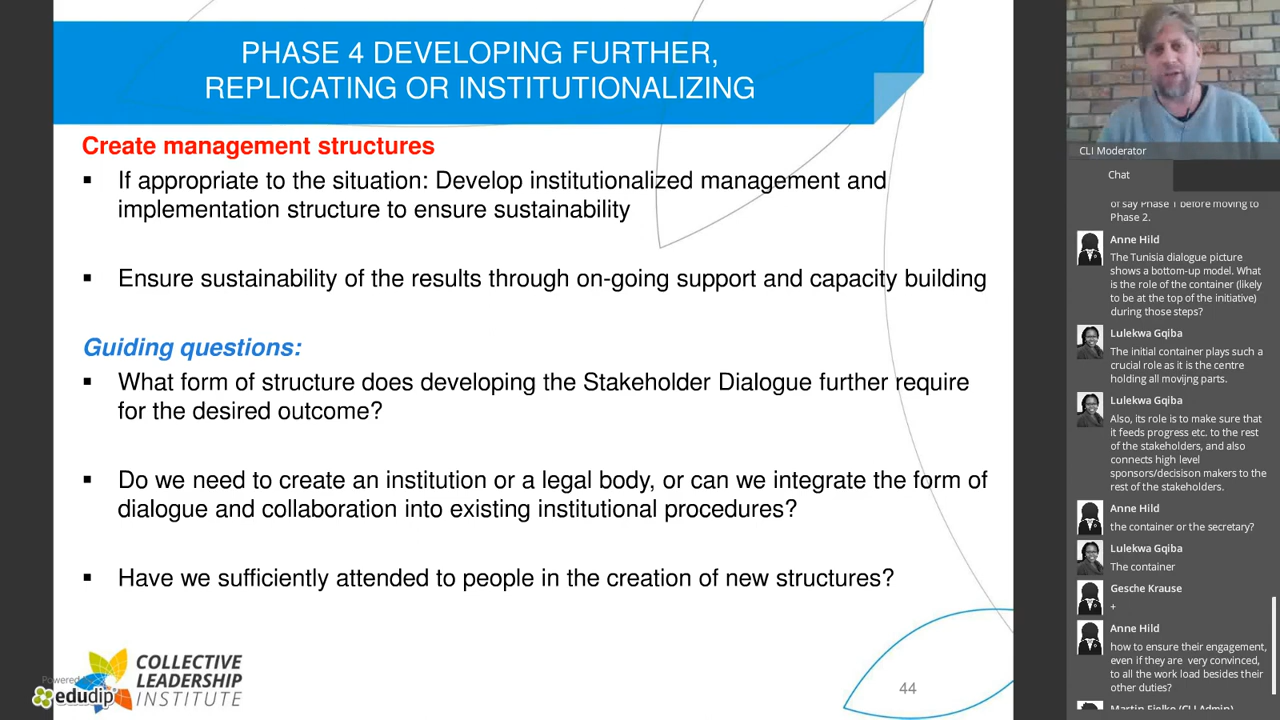 PHASE 4 DEVELOPING FURTHER,
REPLICATING OR INSTITUTIONALIZING
Create management structures
▪ If appropriate to the situation: Develop institutionalized management and
implementation structure to ensure sustainability
▪ Ensure sustainability of the results through on-going support and capacity building
Guiding questions:
▪ What form of structure does developing the Stakeholder Dialogue further require
for the desired outcome?
▪ Do we need to create an institution or a legal body, or can we integrate the form of
dialogue and collaboration into existing institutional procedures?
▪ Have we sufficiently attended to people in the creation of new structures?
COLLECTIVE
LEADERSHIP
INSTITUTE
Powered
edudip
44
CLI Moderator
Chat
of say Phase 1 before moving to
Phase 2.
Anne Hild
The Tunisia dialogue picture
shows a bottom-up model. What
is the role of the container (likely
to be at the top of the initiative)
during those steps?
Lulekwa Gqiba
The initial container plays such a
crucial role as it is the centre
holding all movijng parts.
Lulekwa Gqiba
Also, its role is to make sure that
it feeds progress etc. to the rest
of the stakeholders, and also
connects high level
sponsors/decision makers to the
rest of the stakeholders.
Anne Hild
the container or the secretary?
Lulekwa Gqiba
The container
Gesche Krause
+
Anne Hild
how to ensure their engagement,
even if they are very convinced,
to all the work load besides their
other duties?
Martin Fielko (CLI Admin)